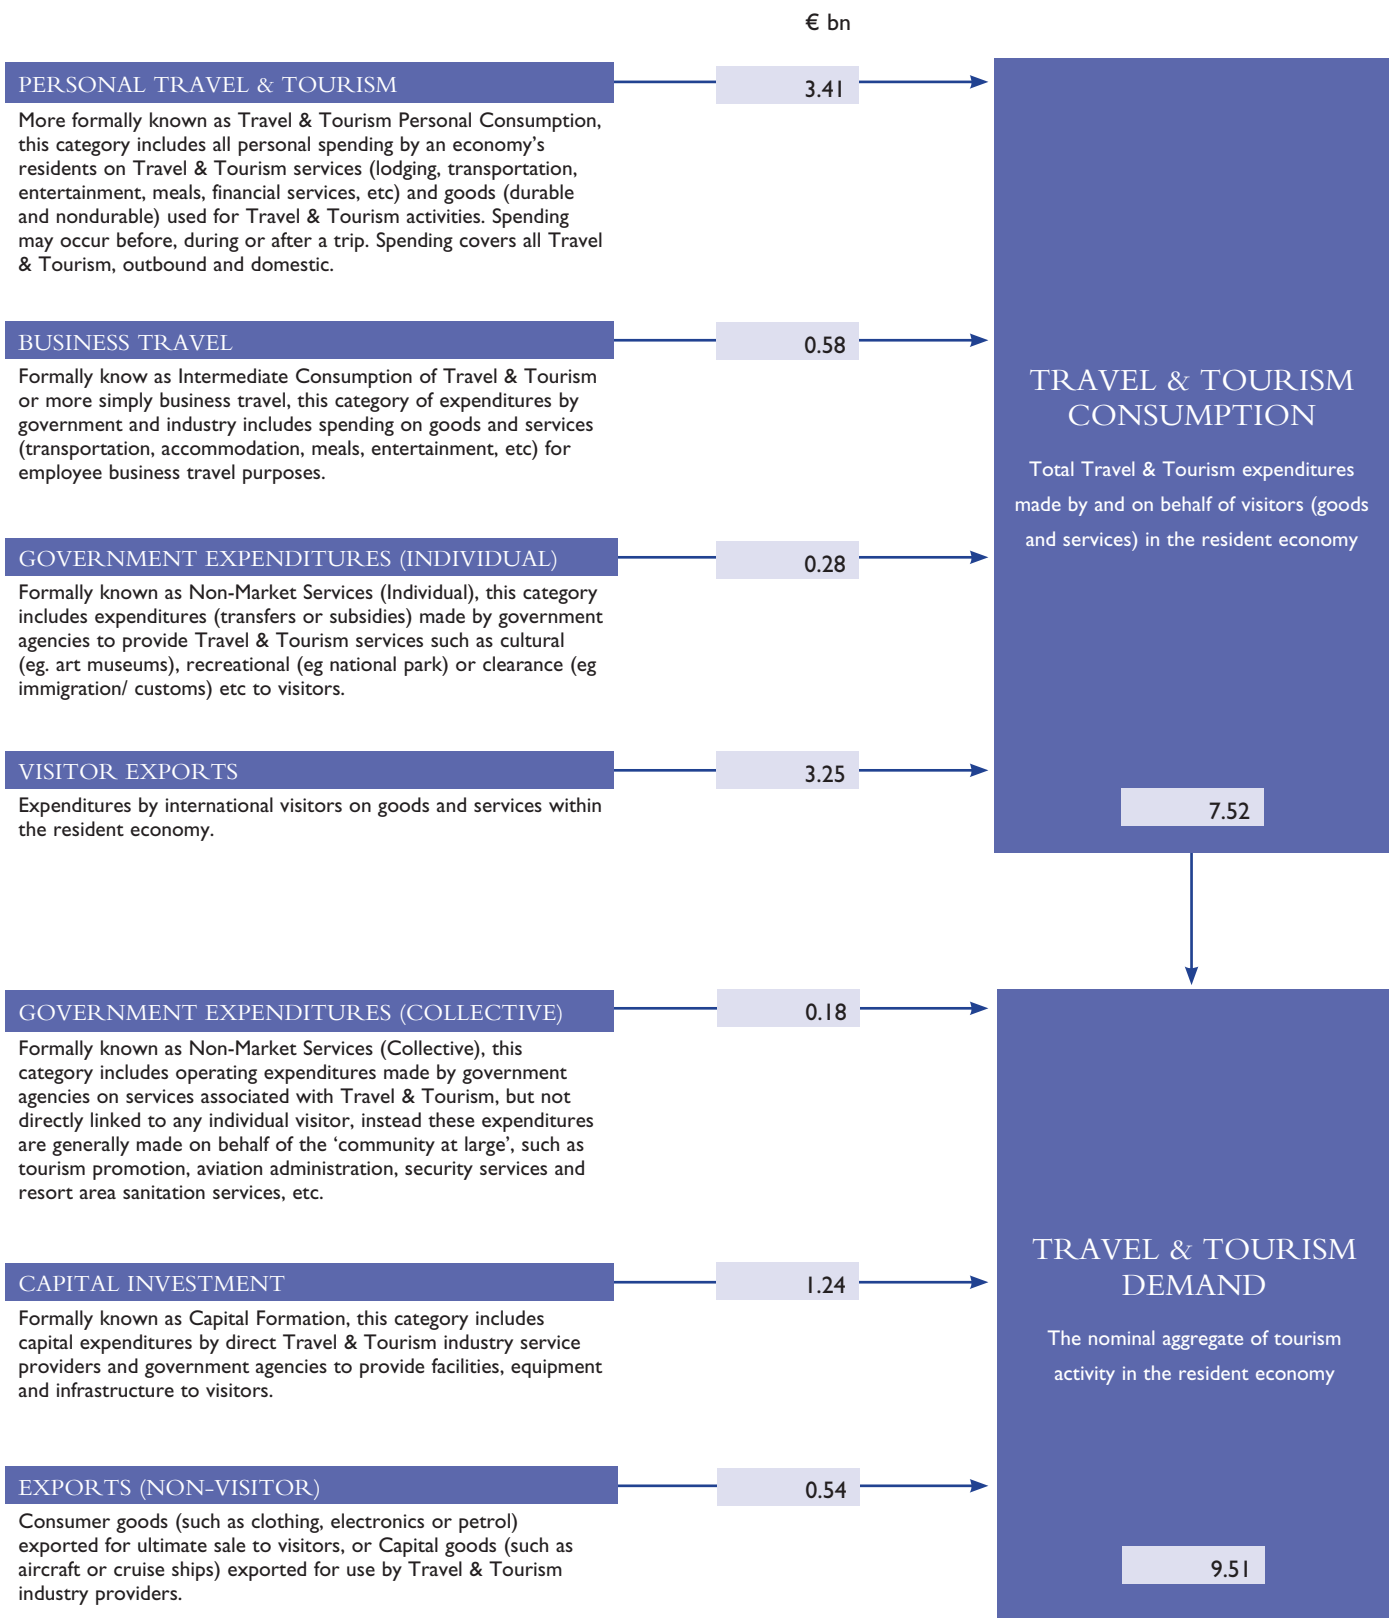 € bn
PERSONAL TRAVEL & TOURISM
3.41
More formally known as Travel & Tourism Personal Consumption,
this category includes all personal spending by an economy’s
residents on Travel & Tourism services (lodging, transportation,
entertainment, meals, financial services, etc) and goods (durable
and nondurable) used for Travel & Tourism activities. Spending
may occur before, during or after a trip. Spending covers all Travel
& Tourism, outbound and domestic.
BUSINESS TRAVEL
0.58
Formally know as Intermediate Consumption of Travel & Tourism
or more simply business travel, this category of expenditures by
government and industry includes spending on goods and services
(transportation, accommodation, meals, entertainment, etc) for
employee business travel purposes.
GOVERNMENT EXPENDITURES (INDIVIDUAL)
0.28
Formally known as Non-Market Services (Individual), this category
includes expenditures (transfers or subsidies) made by government
agencies to provide Travel & Tourism services such as cultural
(eg. art museums), recreational (eg national park) or clearance (eg
immigration/ customs) etc to visitors.
VISITOR EXPORTS
3.25
Expenditures by international visitors on goods and services within
the resident economy.
TRAVEL & TOURISM
CONSUMPTION
Total Travel & Tourism expenditures
made by and on behalf of visitors (goods
and services) in the resident economy
7.52
GOVERNMENT EXPENDITURES (COLLECTIVE)
0.18
Formally known as Non-Market Services (Collective), this
category includes operating expenditures made by government
agencies on services associated with Travel & Tourism, but not
directly linked to any individual visitor, instead these expenditures
are generally made on behalf of the ‘community at large’, such as
tourism promotion, aviation administration, security services and
resort area sanitation services, etc.
CAPITAL INVESTMENT
1.24
Formally known as Capital Formation, this category includes
capital expenditures by direct Travel & Tourism industry service
providers and government agencies to provide facilities, equipment
and infrastructure to visitors.
EXPORTS (NON-VISITOR)
0.54
Consumer goods (such as clothing, electronics or petrol)
exported for ultimate sale to visitors, or Capital goods (such as
aircraft or cruise ships) exported for use by Travel & Tourism
industry providers.
TRAVEL & TOURISM
DEMAND
The nominal aggregate of tourism
activity in the resident economy
9.51